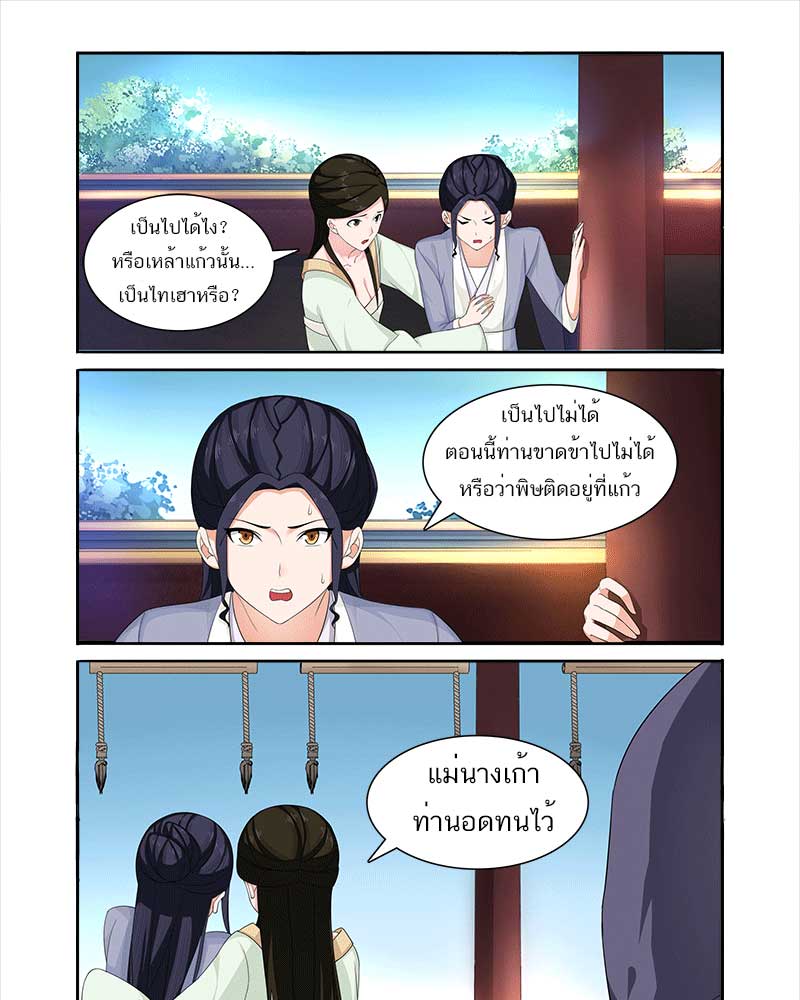 เป็นไปได้ไง?
หรือเหล้าแก้วนั้น...
เป็นไทเฮาหรือ?
เป็นไปไม่ได้
ตอนนี้ท่านขาดข้าไปไม่ได้
หรือว่าพิษติดอยู่ที่แก้ว
แม่นางเก้า
ท่านอดทนไว้